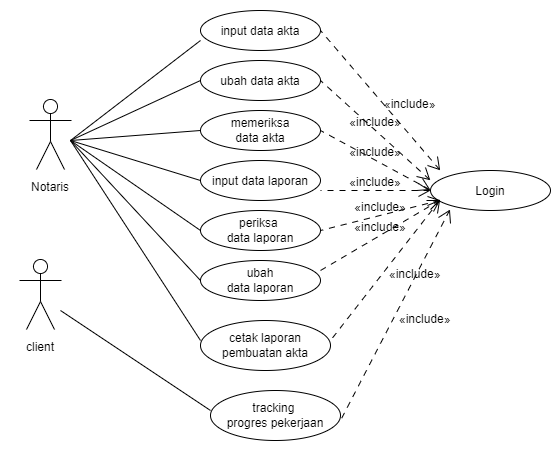 input data akta
ubah data akta
memeriksa
data akta
input data laporan
periksa
data laporan
ubah
data laporan
cetak laporan
pembuatan akta
tracking
progres pekerjaan
Notaris
client
«include»
«include»
«include»
«include»
«include»
«include»
«include»
«include»
Login